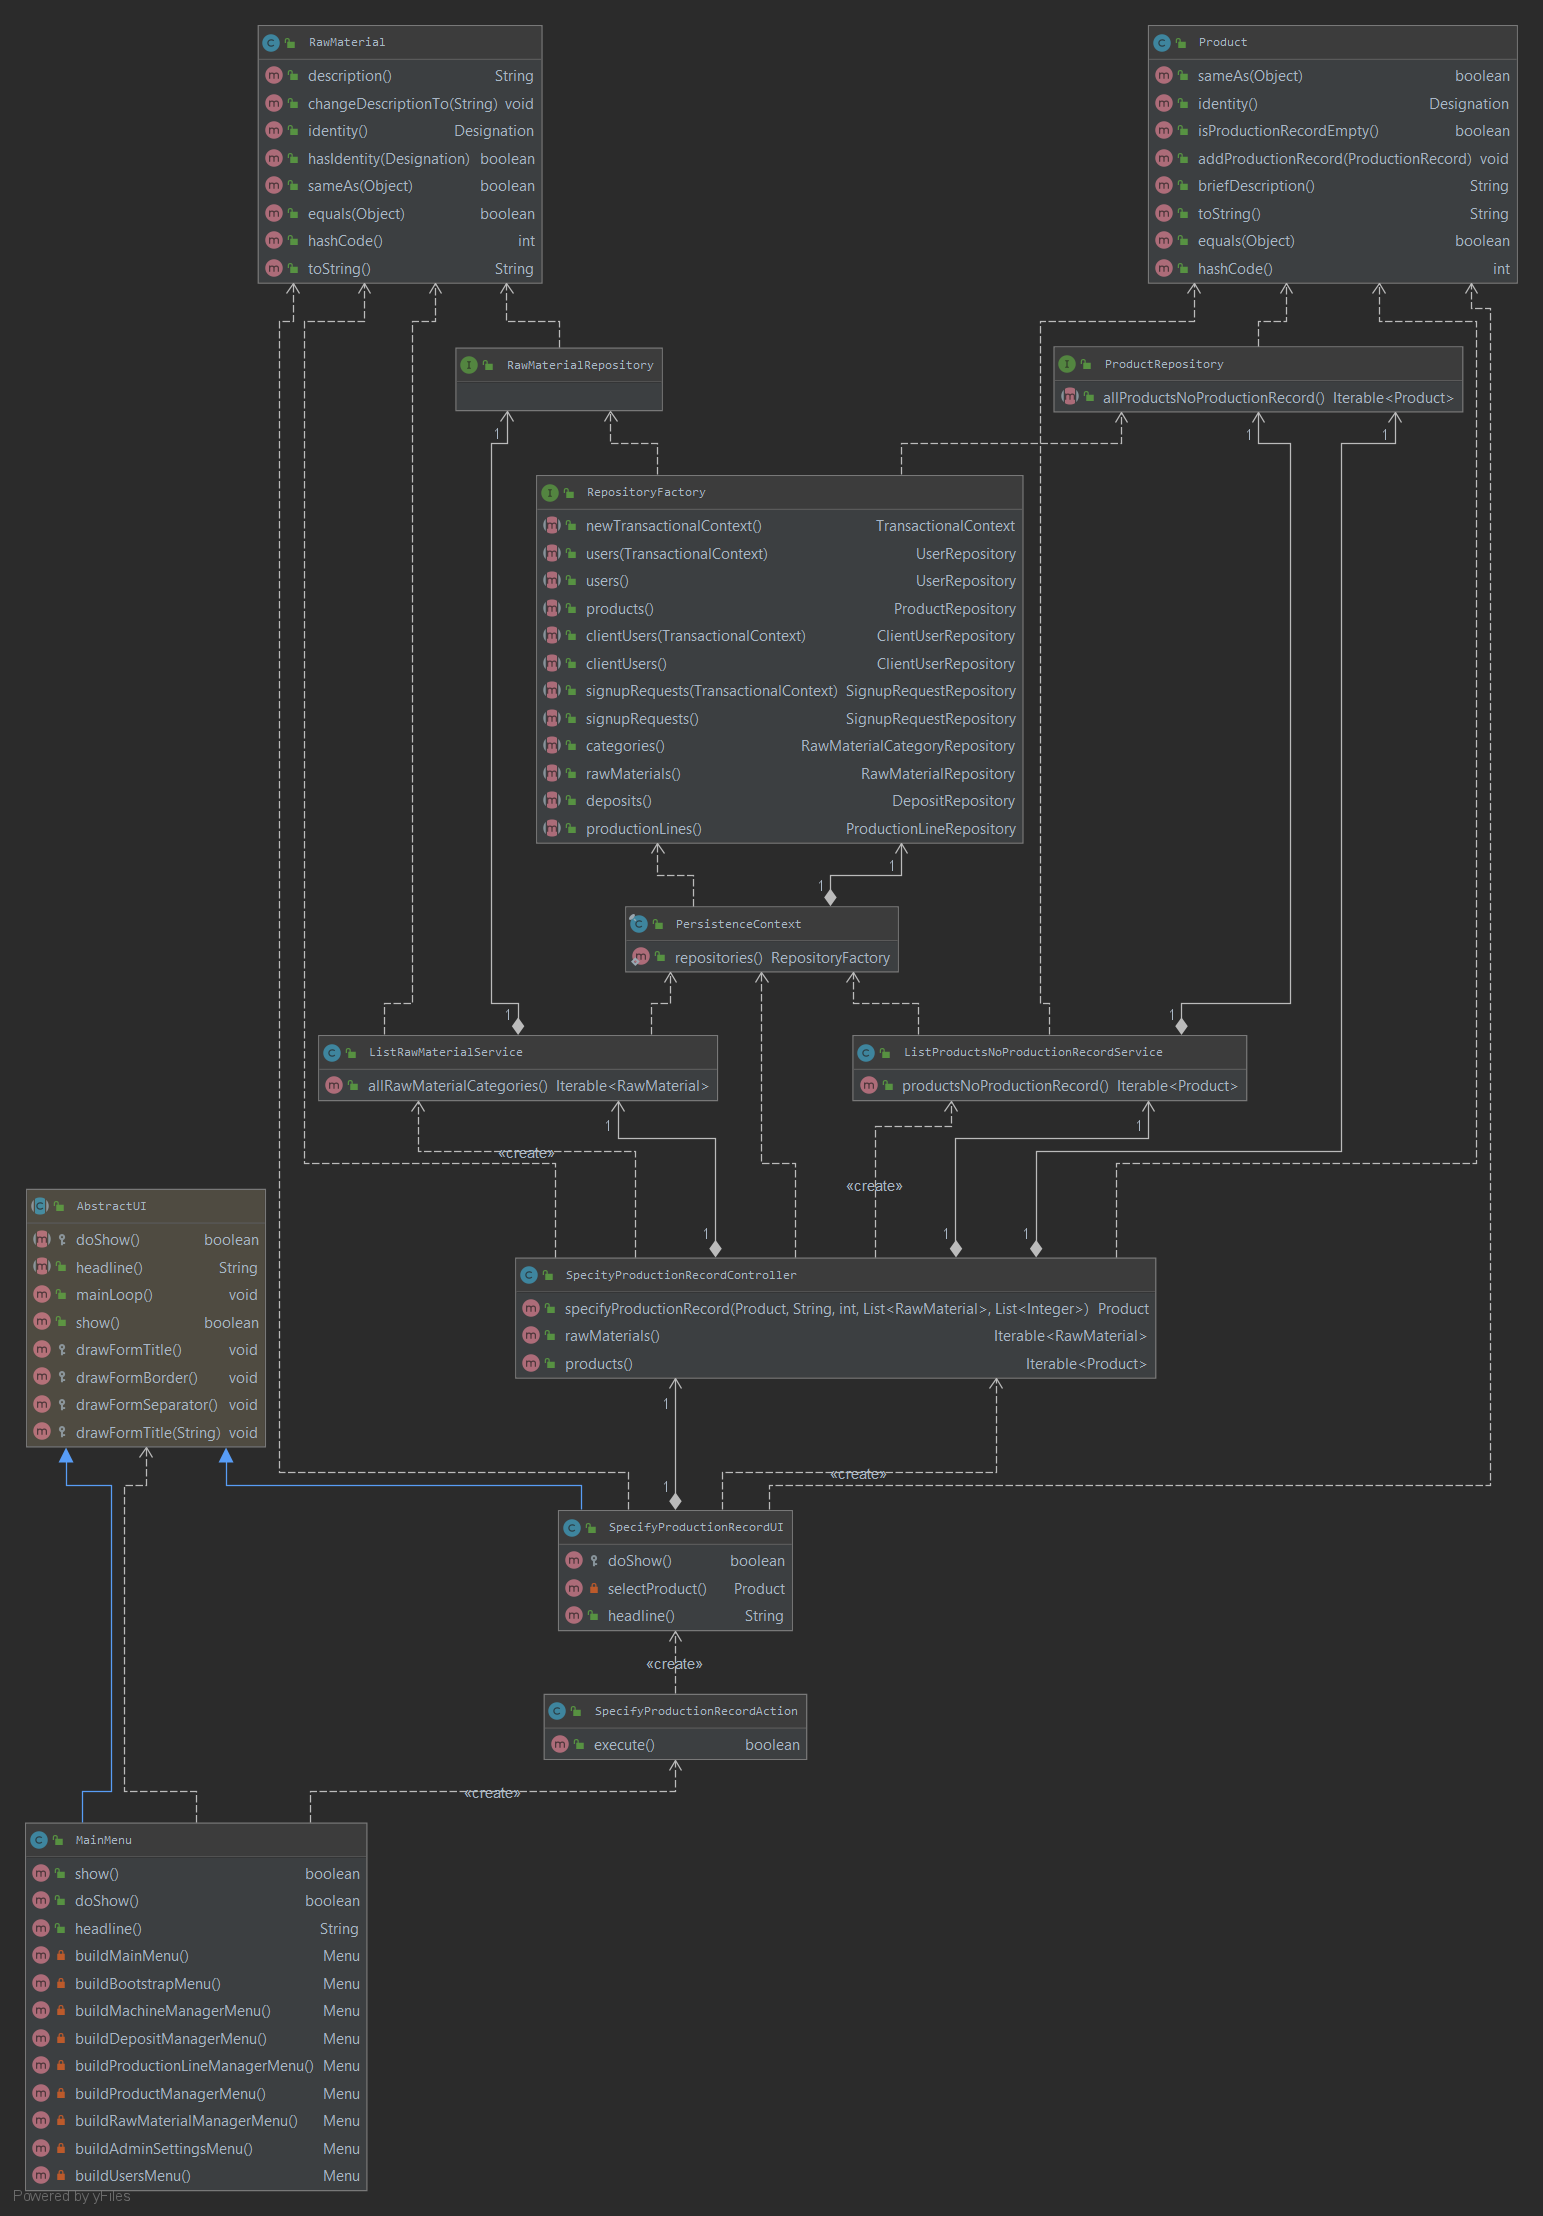 RawMaterial
description() String
changeDescriptionTo(String) void
identity() Designation
hasIdentity(Designation) boolean
sameAs(Object) boolean
equals(Object) boolean
hashCode() int
toString() String
Product
sameAs(Object) boolean
identity() Designation
isProductionRecordEmpty() boolean
addProductionRecord(ProductionRecord) void
briefDescription() String
toString() String
equals(Object) boolean
hashCode() int
RawMaterialRepository
ProductRepository
allProductsNoProductionRecord() Iterable<Product>
1
1
1
RepositoryFactory
newTransactionalContext() TransactionalContext
users(TransactionalContext) UserRepository
users() UserRepository
products() ProductRepository
clientUsers(TransactionalContext) ClientUserRepository
clientUsers() ClientUserRepository
signupRequests(TransactionalContext) SignupRequestRepository
signupRequests() SignupRequestRepository
categories() RawMaterialCategoryRepository
rawMaterials() RawMaterialRepository
deposits() DepositRepository
productionLines() ProductionLineRepository
1
1
PersistenceContext
repositories() RepositoryFactory
1
1
ListRawMaterialService
allRawMaterialCategories() Iterable<RawMaterial>
ListProductsNoProductionRecordService
productsNoProductionRecord() Iterable<Product>
1
1
«create»
«create»
1
1
1
AbstractUI
doShow() boolean
headline() String
mainLoop() void
show() boolean
drawFormTitle() void
drawFormBorder() void
drawFormSeparator() void
drawFormTitle(String) void
SpecityProductionRecordController
specifyProductionRecord(Product, String, int, List<RawMaterial>, List<Integer>) Product
rawMaterials() Iterable<RawMaterial>
products() Iterable<Product>
1
«create»
1
SpecifyProductionRecordUI
doShow() boolean
selectProduct() Product
headline() String
«create»
SpecifyProductionRecordAction
execute() boolean
«create»
MainMenu
show() boolean
doShow() boolean
headline() String
buildMainMenu() Menu
buildBootstrapMenu() Menu
buildMachineManagerMenu() Menu
buildDepositManagerMenu() Menu
buildProductionLineManagerMenu() Menu
buildProductManagerMenu() Menu
buildRawMaterialManagerMenu() Menu
buildAdminSettingsMenu() Menu
buildUsersMenu() Menu
Powered by yFiles